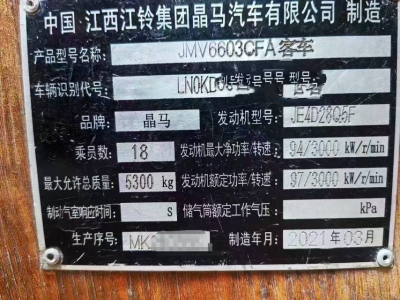 中国 江西江铃集团晶马汽车有限公司 制造
产品型号名称: JMV6603CFA客车
车辆识别代号: LNOKD
品牌: 晶马 发动机型号: JE4D28Q5F
乘员数: 18 发动机最大净功率/转速: 94/3000 kW/r/min
最大允许总质量: 5300 kg 发动机额定功率/转速: 97/3000 kW/r/min
制动气室响应时间: S 储气筒额定工作气压: kPa
生产序号: MK 制造年月: 2021年03月